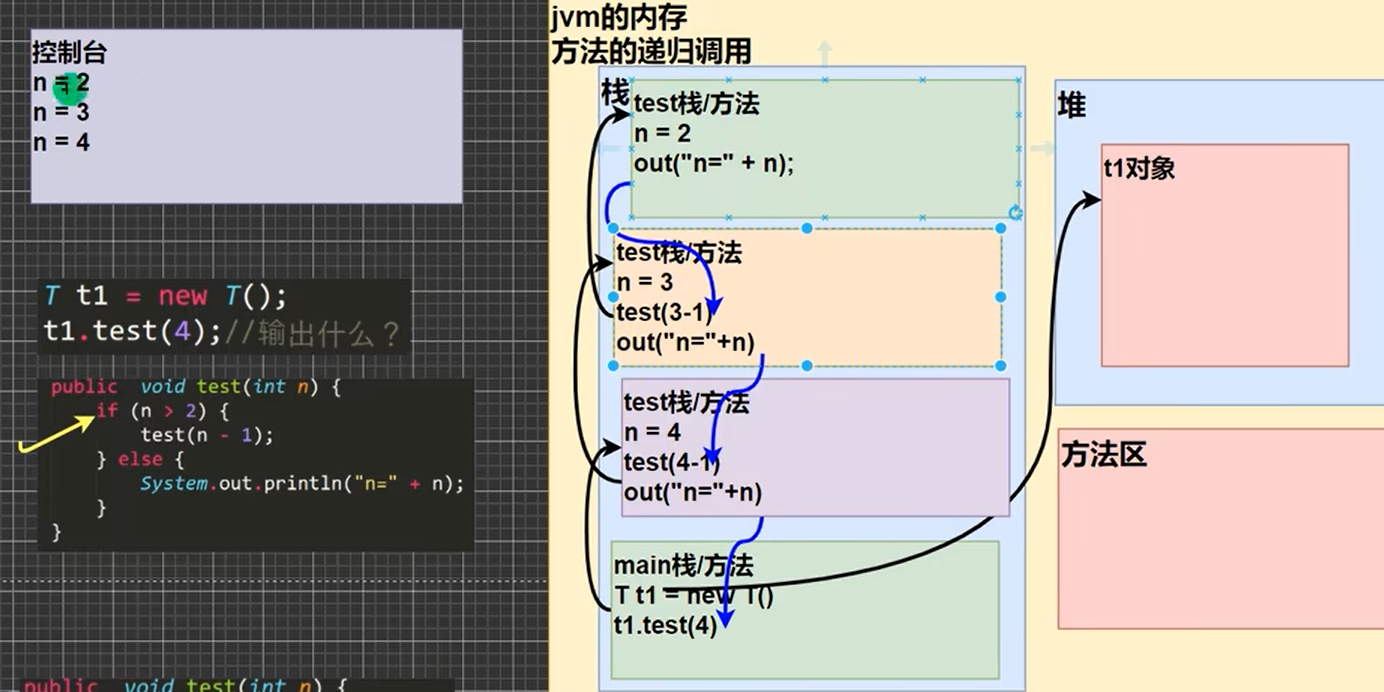 控制台
n = 2
n = 3
n = 4
T t1 = new T();
t1.test(4);//输出什么？
public void test(int n) {
if (n > 2) {
test(n - 1);
} else {
System.out.println("n=" + n);
}
}
public void test(int n) {
jvm的内存
方法的递归调用
栈
test栈/方法
n = 2
out("n=" + n);
test栈/方法
n = 3
test(3-1)
out("n="+n)
test栈/方法
n = 4
test(4-1)
out("n="+n)
main栈/方法
T t1 = new T()
t1.test(4)
堆
t1对象
方法区